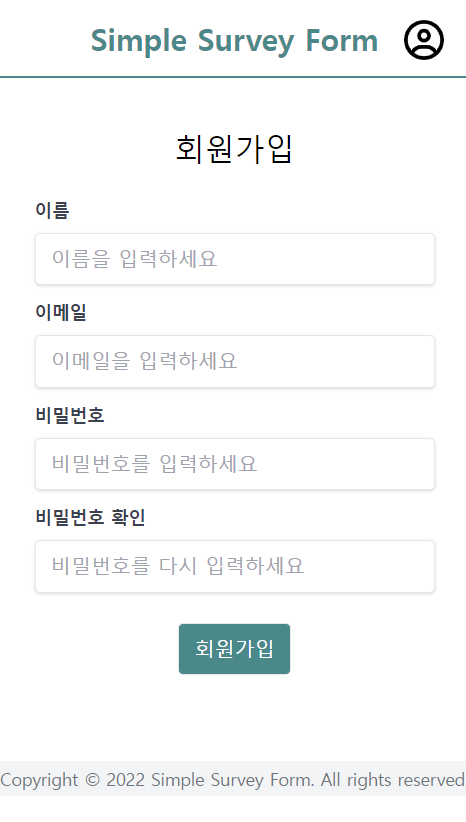 Simple Survey Form
회원가입
이름
이름을 입력하세요
이메일
이메일을 입력하세요
비밀번호
비밀번호를 입력하세요
비밀번호 확인
비밀번호를 다시 입력하세요
회원가입
Copyright © 2022 Simple Survey Form. All rights reserved